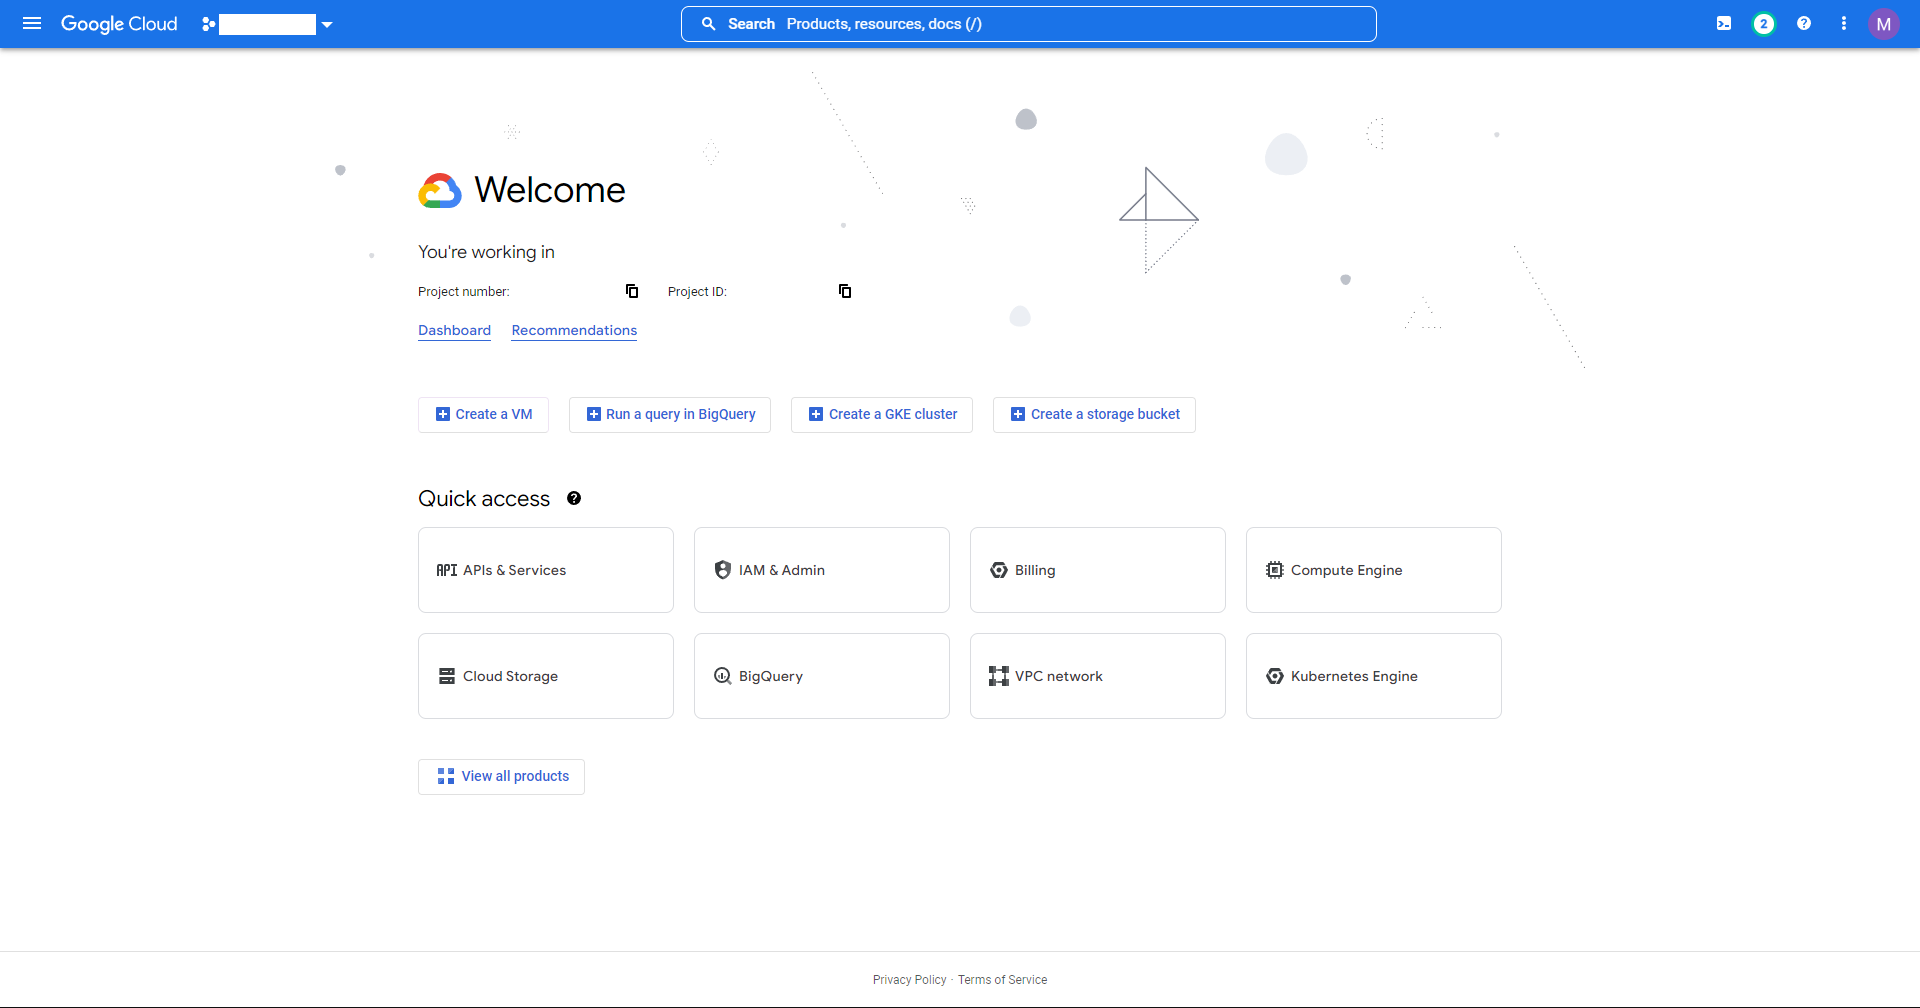 Google Cloud
Search Products, resources, docs (/)
2
M
Welcome
You're working in
Project number:
Project ID:
Dashboard Recommendations
Create a VM
Run a query in BigQuery
Create a GKE cluster
Create a storage bucket
Quick access
API APIs & Services
IAM & Admin
Billing
Compute Engine
Cloud Storage
BigQuery
VPC network
Kubernetes Engine
View all products
Privacy Policy · Terms of Service